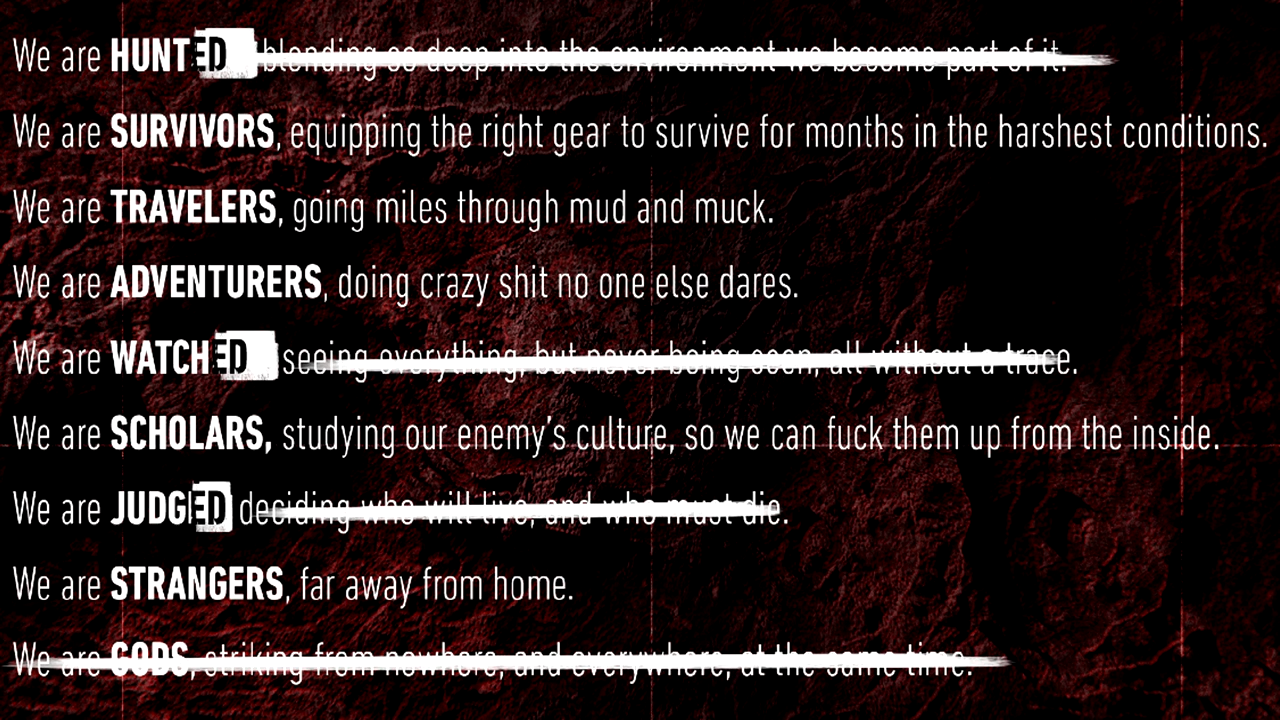 We are HUNTED blending so deep into the environment we become part of it.
We are SURVIVORS, equipping the right gear to survive for months in the harshest conditions.
We are TRAVELERS, going miles through mud and muck.
We are ADVENTURERS, doing crazy shit no one else dares.
We are WATCHED seeing everything, but never being seen, all without a trace.
We are SCHOLARS, studying our enemy's culture, so we can fuck them up from the inside.
We are JUDGED deciding who will live, and who must die.
We are STRANGERS, far away from home.
We are GODS, striking from nowhere, and everywhere, at the same time.